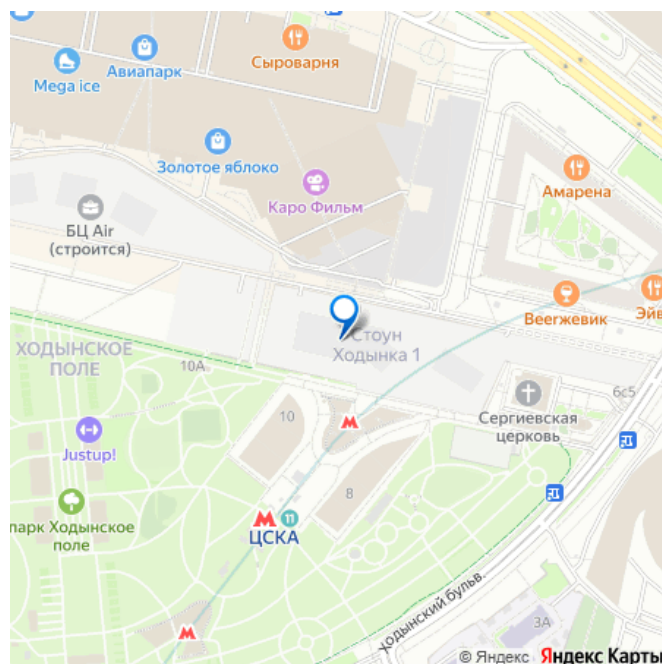 Сыроварня
Авиапарк
Mega ice
Золотое яблоко
Каро Фильм
Амарена
БЦ Air
(строится)
Beerжевик
Эйв
Стоун
Ходынка 1
ХОДЫНСКОЕ
ПОЛЕ
10А
10
6с5
Сергиевская
церковь
Justup!
8
парк Ходынское
поле
11
ЦСКА
Ходынский бульв.
3А
© Яндекс Яндекс Карты